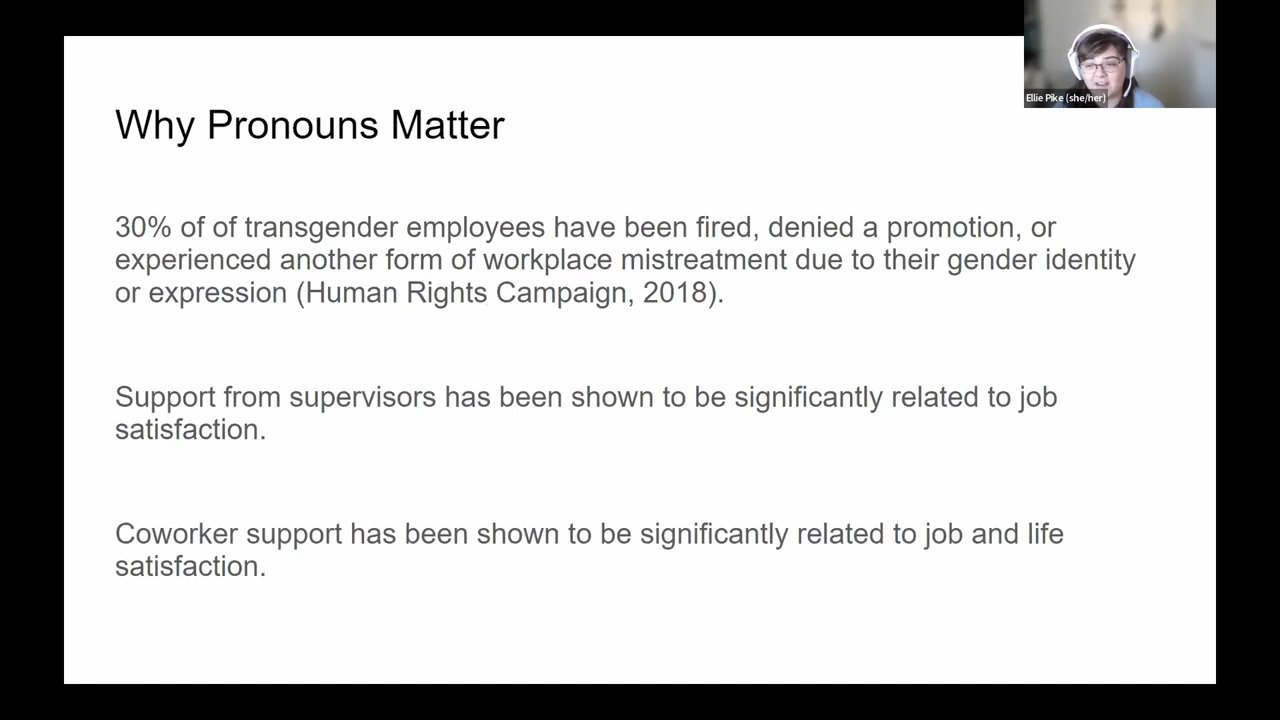 Ellie Pike (she/her)
Why Pronouns Matter
30% of of transgender employees have been fired, denied a promotion, or
experienced another form of workplace mistreatment due to their gender identity
or expression (Human Rights Campaign, 2018).
Support from supervisors has been shown to be significantly related to job
satisfaction.
Coworker support has been shown to be significantly related to job and life
satisfaction.